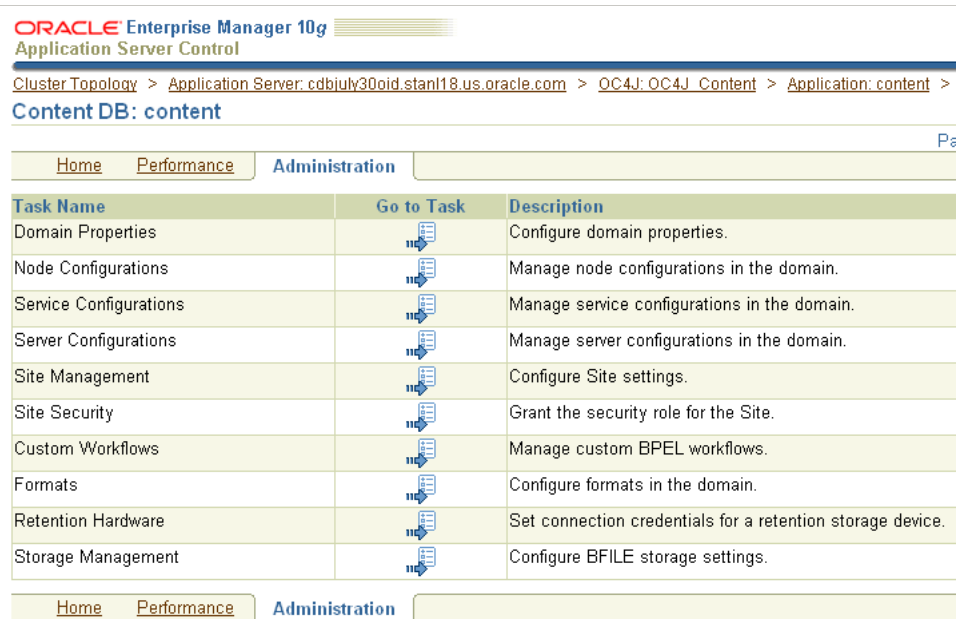 ORACLE Enterprise Manager 10g
Application Server Control
Cluster Topology > Application Server: cdbjuly30oid.stanl18.us.oracle.com > OC4J: OC4J_Content > Application: content >
Content DB: content
Home Performance Administration
Task Name Go to Task Description
Domain Properties Configure domain properties.
Node Configurations Manage node configurations in the domain.
Service Configurations Manage service configurations in the domain.
Server Configurations Manage server configurations in the domain.
Site Management Configure Site settings.
Site Security Grant the security role for the Site.
Custom Workflows Manage custom BPEL workflows.
Formats Configure formats in the domain.
Retention Hardware Set connection credentials for a retention storage device.
Storage Management Configure BFILE storage settings.
Home Performance Administration